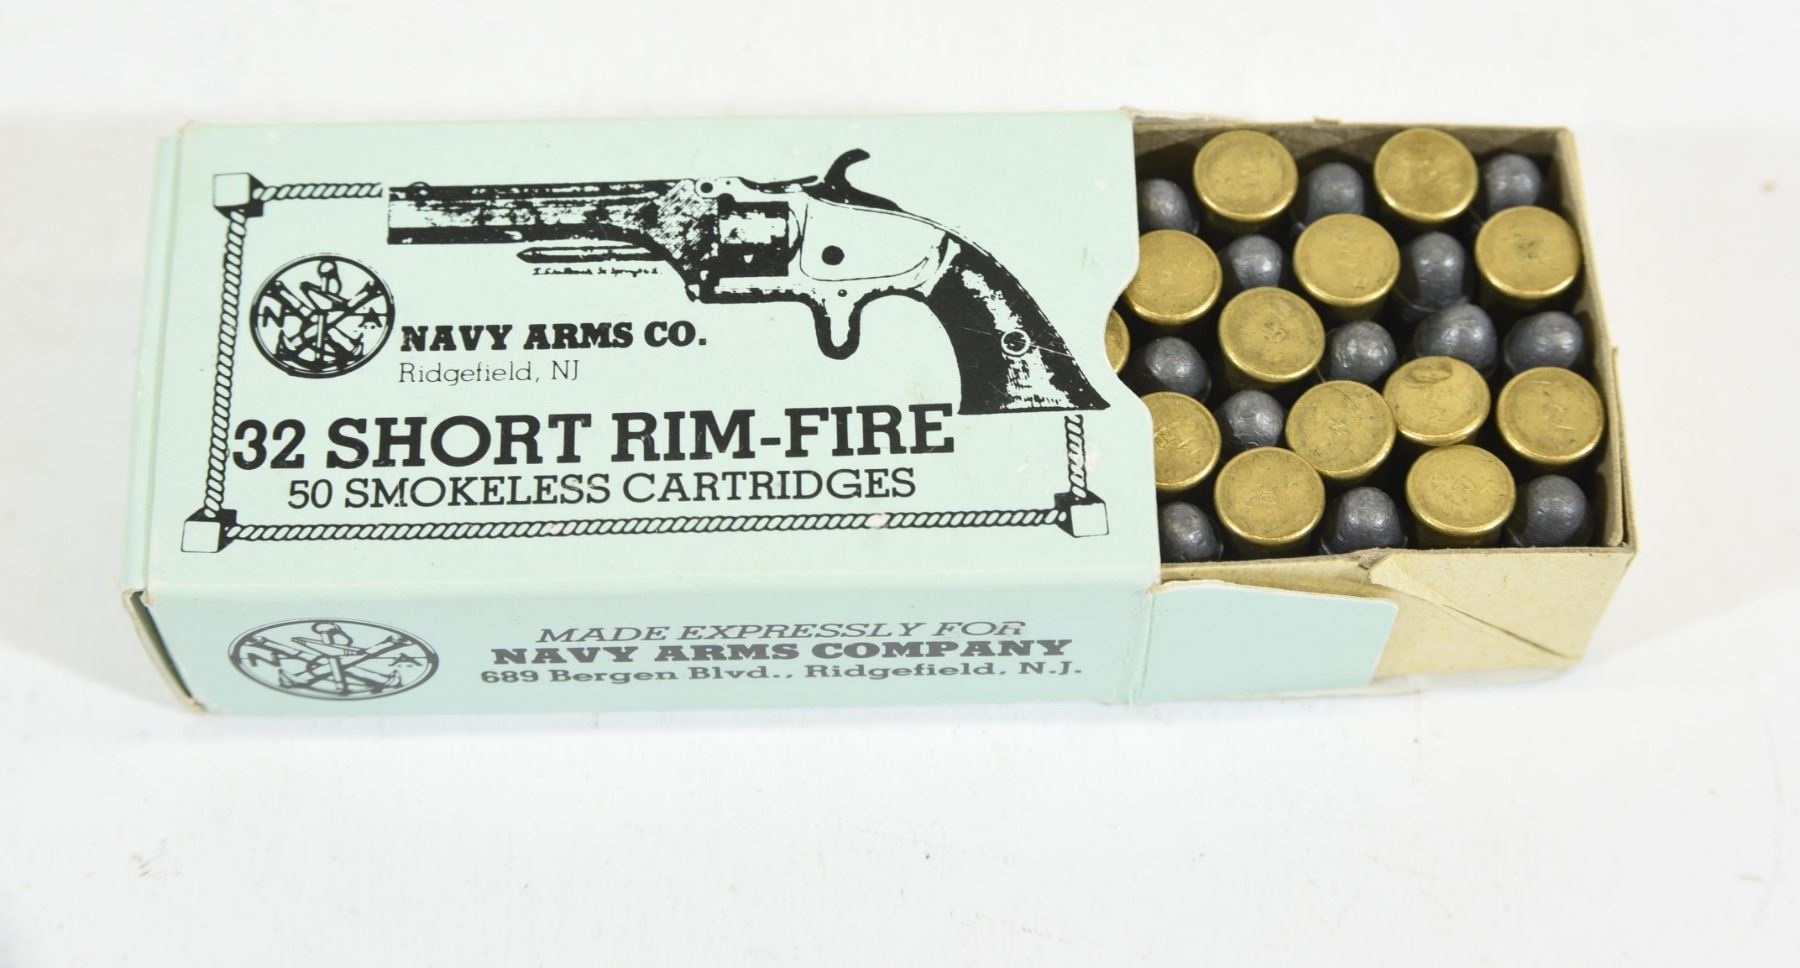 N A
NAVY ARMS CO.
Ridgefield, NJ
32 SHORT RIM-FIRE
50 SMOKELESS CARTRIDGES
N A
MADE EXPRESSLY FOR
NAVY ARMS COMPANY
689 Bergen Blvd., Ridgefield, N.J.